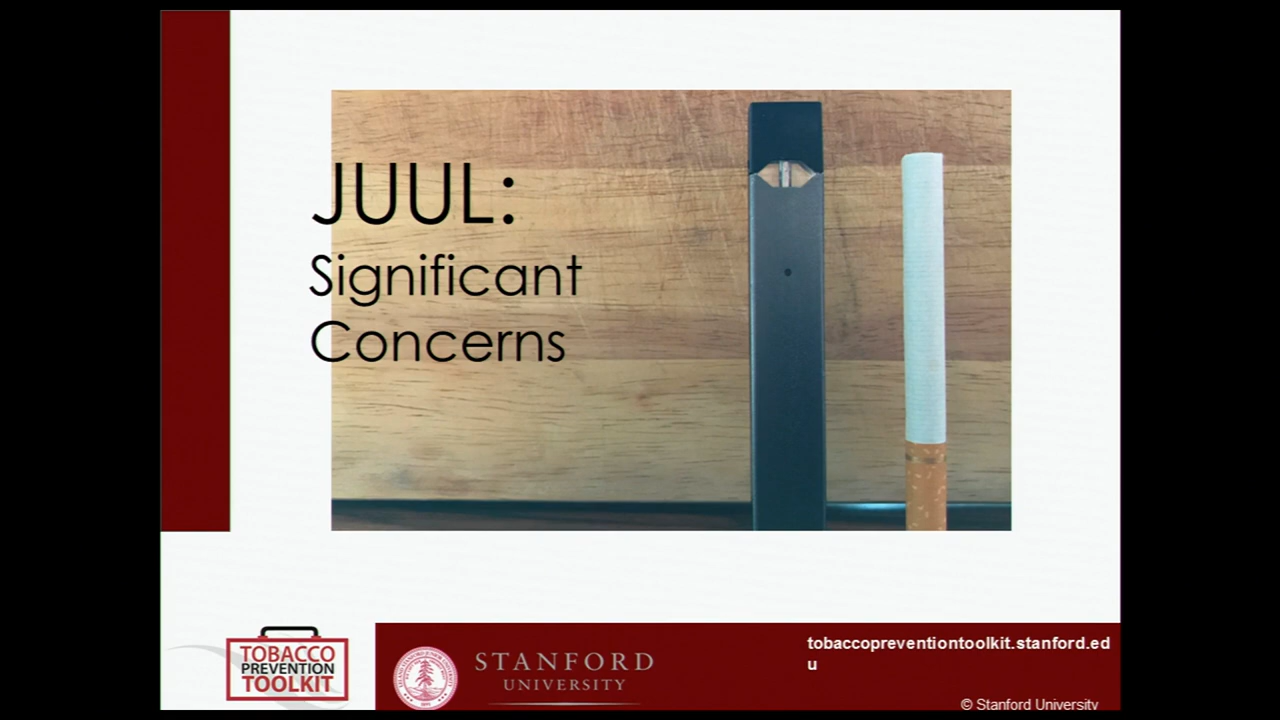 JUUL:
Significant
Concerns
TOBACCO
PREVENTION
TOOLKIT
STANFORD
UNIVERSITY
tobaccopreventiontoolkit.stanford.ed
u
© Stanford University